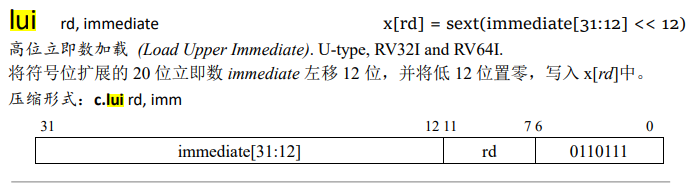 lui rd, immediate x[rd] = sext(immediate[31:12] << 12)
高位立即数加载 (Load Upper Immediate). U-type, RV32I and RV64I.
将符号位扩展的 20 位立即数 immediate 左移 12 位，并将低 12 位置零，写入 x[rd]中。
压缩形式：c.lui rd, imm
31 12 11 7 6 0
immediate[31:12] rd 0110111